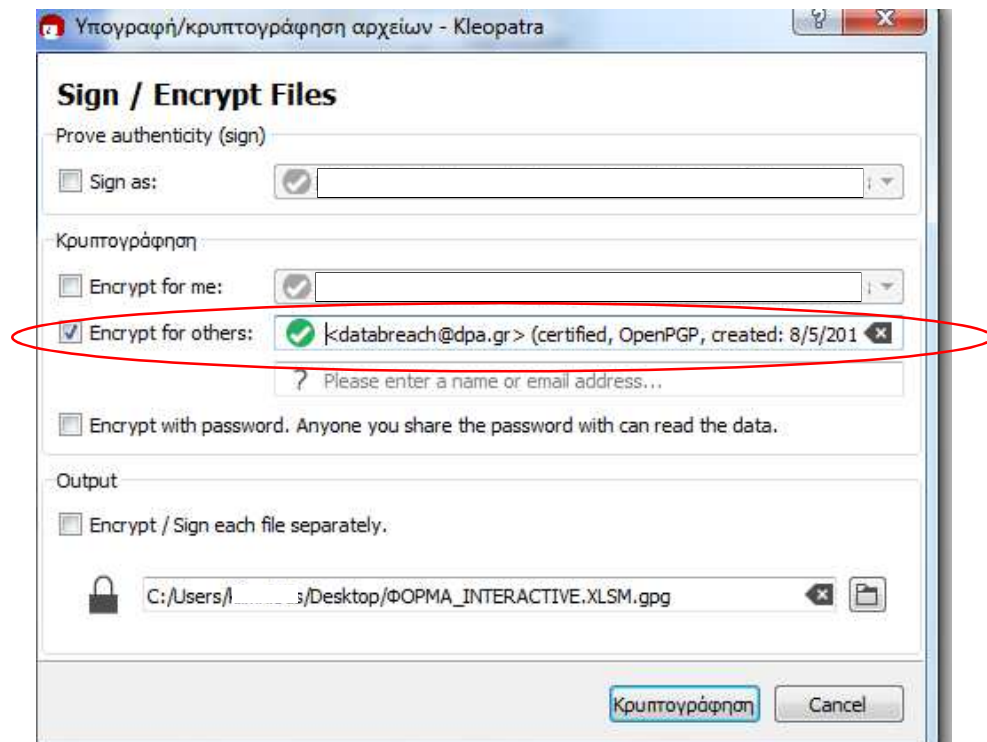 Υπογραφή/κρυπτογράφηση αρχείων - Kleopatra
Sign / Encrypt Files
Prove authenticity (sign)
Sign as:
Κρυπτογράφηση
Encrypt for me:
Encrypt for others: <databreach@dpa.gr> (certified, OpenPGP, created: 8/5/201
? Please enter a name or email address...
Encrypt with password. Anyone you share the password with can read the data.
Output
Encrypt / Sign each file separately.
C:/Users/ /Desktop/ΦΟΡΜΑ_INTERACTIVE.XLSM.gpg
Κρυπτογράφηση Cancel